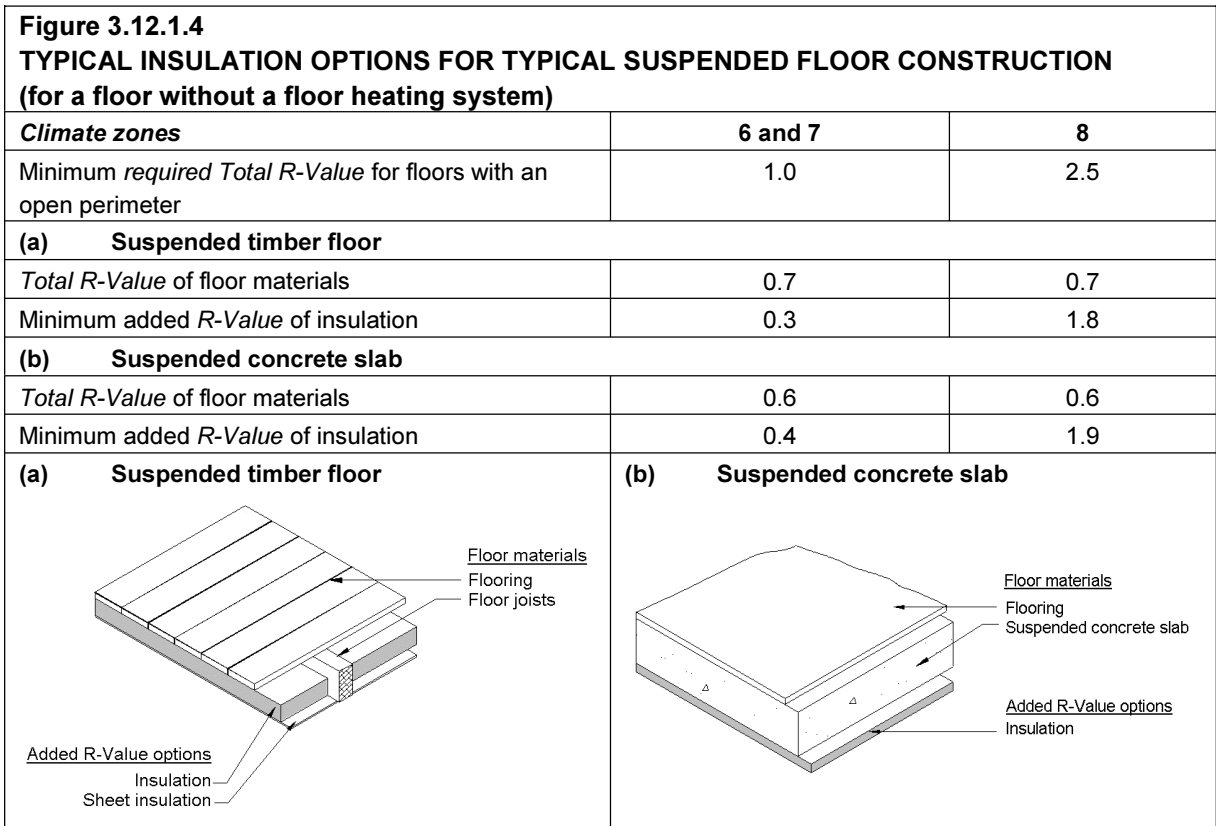 Figure 3.12.1.4
TYPICAL INSULATION OPTIONS FOR TYPICAL SUSPENDED FLOOR CONSTRUCTION
(for a floor without a floor heating system)
Climate zones 6 and 7 8
Minimum required Total R-Value for floors with an 1.0 2.5
open perimeter
(a) Suspended timber floor
Total R-Value of floor materials 0.7 0.7
Minimum added R-Value of insulation 0.3 1.8
(b) Suspended concrete slab
Total R-Value of floor materials 0.6 0.6
Minimum added R-Value of insulation 0.4 1.9
(a) Suspended timber floor
Floor materials
Flooring
Floor joists
Added R-Value options
Insulation
Sheet insulation
(b) Suspended concrete slab
Floor materials
Flooring
Suspended concrete slab
Added R-Value options
Insulation